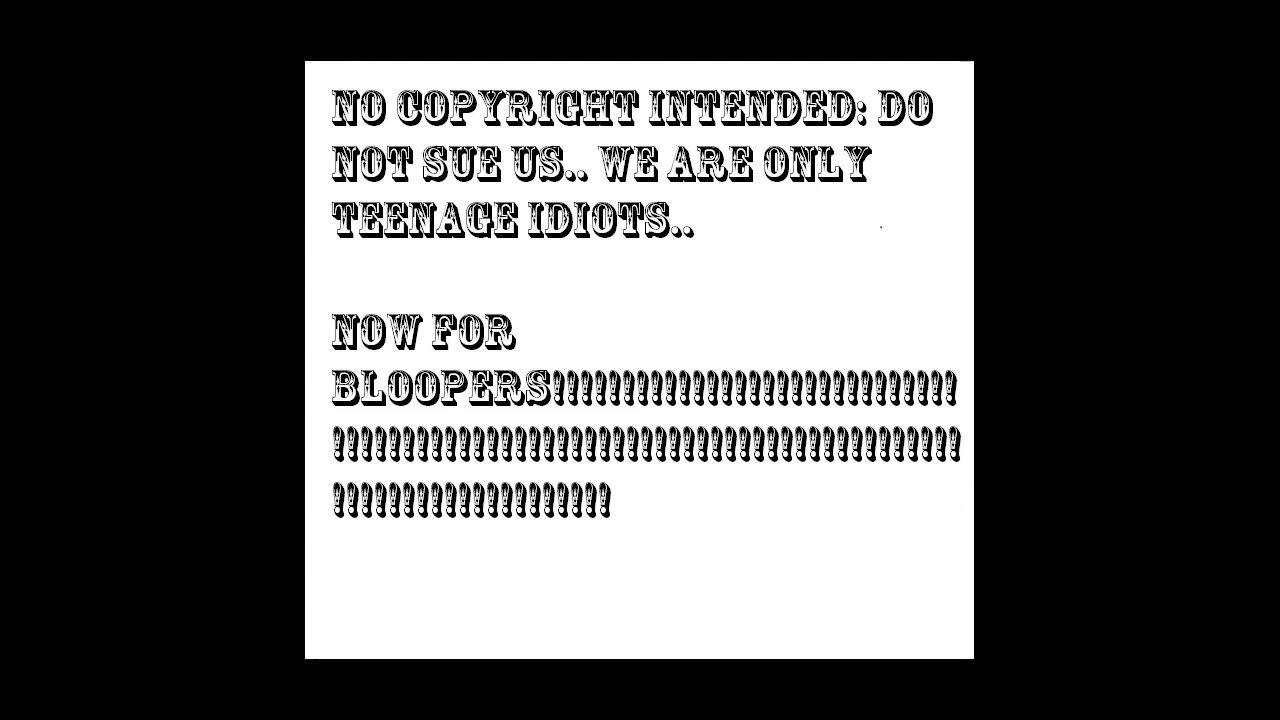 NO COPYRIGHT INTENDED: DO
NOT SUE US.. WE ARE ONLY
TEENAGE IDIOTS..
NOW FOR
BLOOPERS!!!!!!!!!!!!!!!!!!!!!!!!!!!!!
!!!!!!!!!!!!!!!!!!!!!!!!!!!!!!!!!!!!!!!!!!!!!
!!!!!!!!!!!!!!!!!!!!